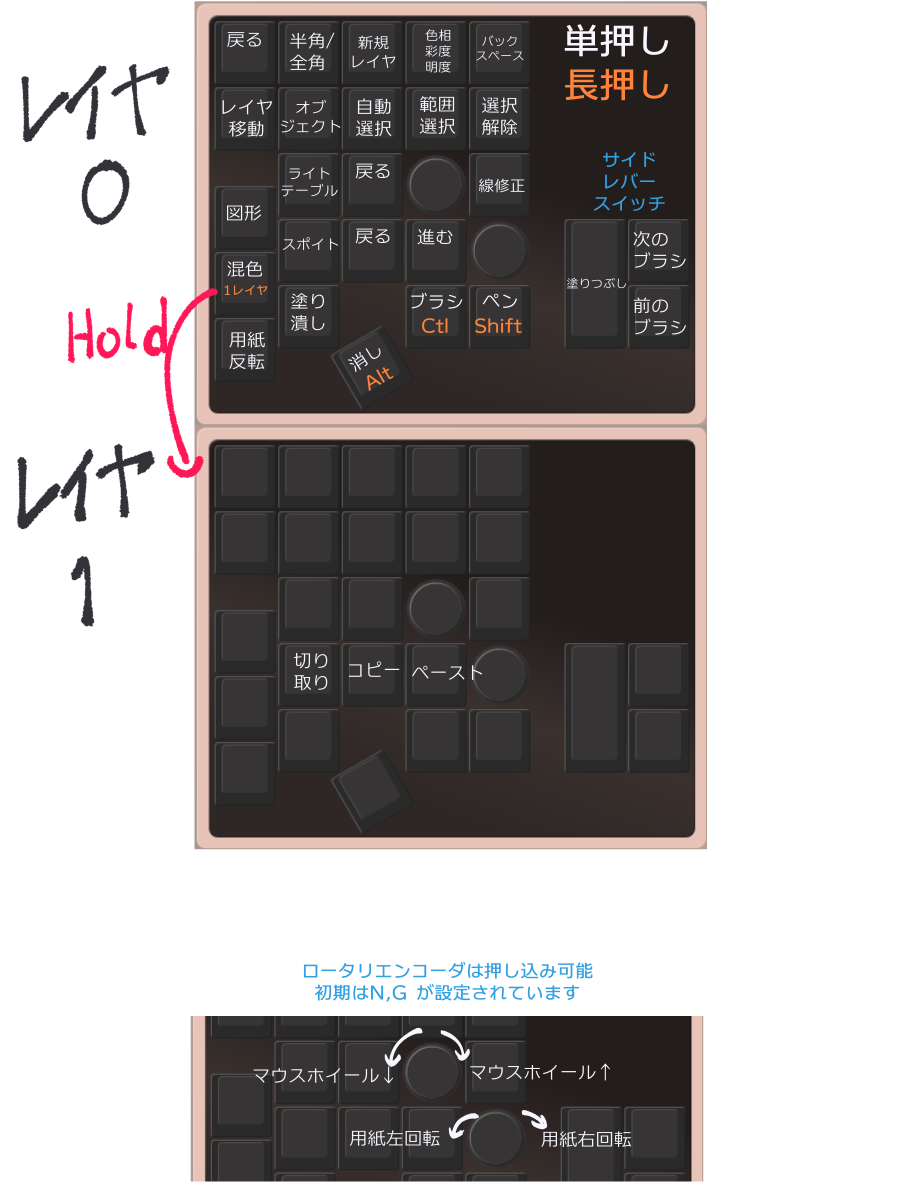 戻る
半角/
全角
新規
レイヤ
色相
彩度
明度
バック
スペース
単押し
長押し
レイヤ
0
レイヤ
移動
オブ
ジェクト
自動
選択
範囲
選択
選択
解除
サイド
レバー
スイッチ
図形
ライト
テーブル
戻る
線修正
混色
1レイヤ
スポイト
戻る
進む
塗りつぶし
次の
ブラシ
前の
ブラシ
Hold
用紙
反転
塗り
潰し
消し
Alt
ブラシ
Ctl
ペン
Shift
レイヤ
1
切り
取り
コピー
ペースト
ロータリエンコーダは押し込み可能
初期はN,G が設定されています
マウスホイール↓
マウスホイール↑
用紙左回転
用紙右回転